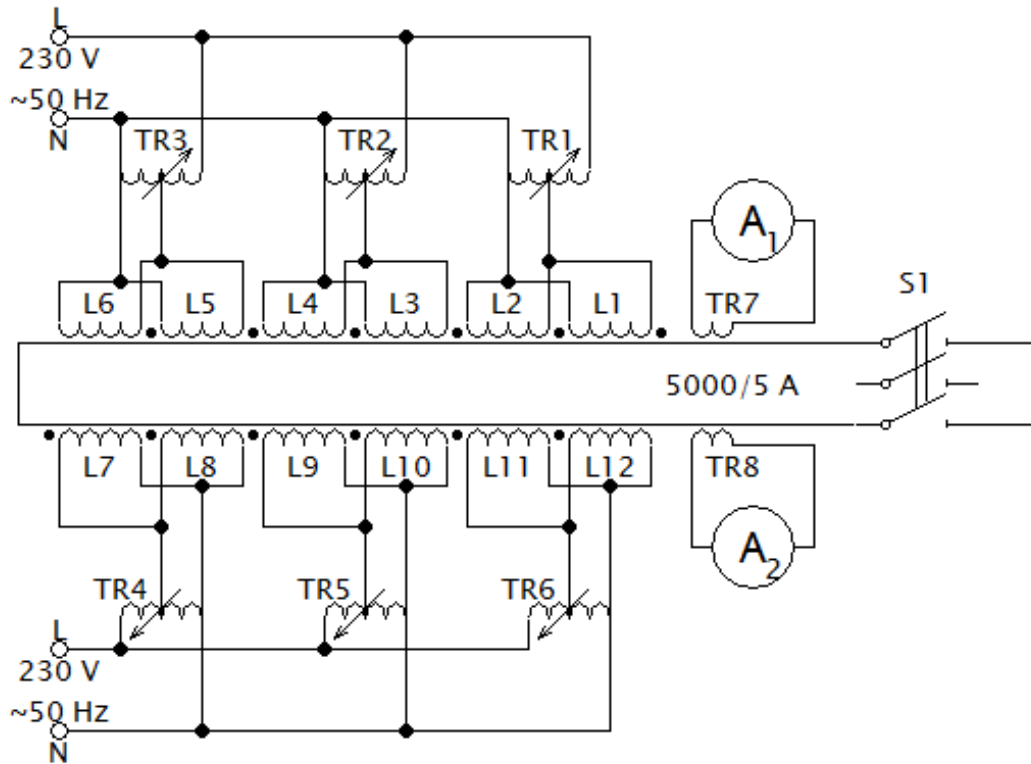 L
230 V
~50 Hz
N
TR3
TR2
TR1
A1
L6
L5
L4
L3
L2
L1
TR7
S1
5000/5 A
L7
L8
L9
L10
L11
L12
TR8
A2
TR4
TR5
TR6
L
230 V
~50 Hz
N